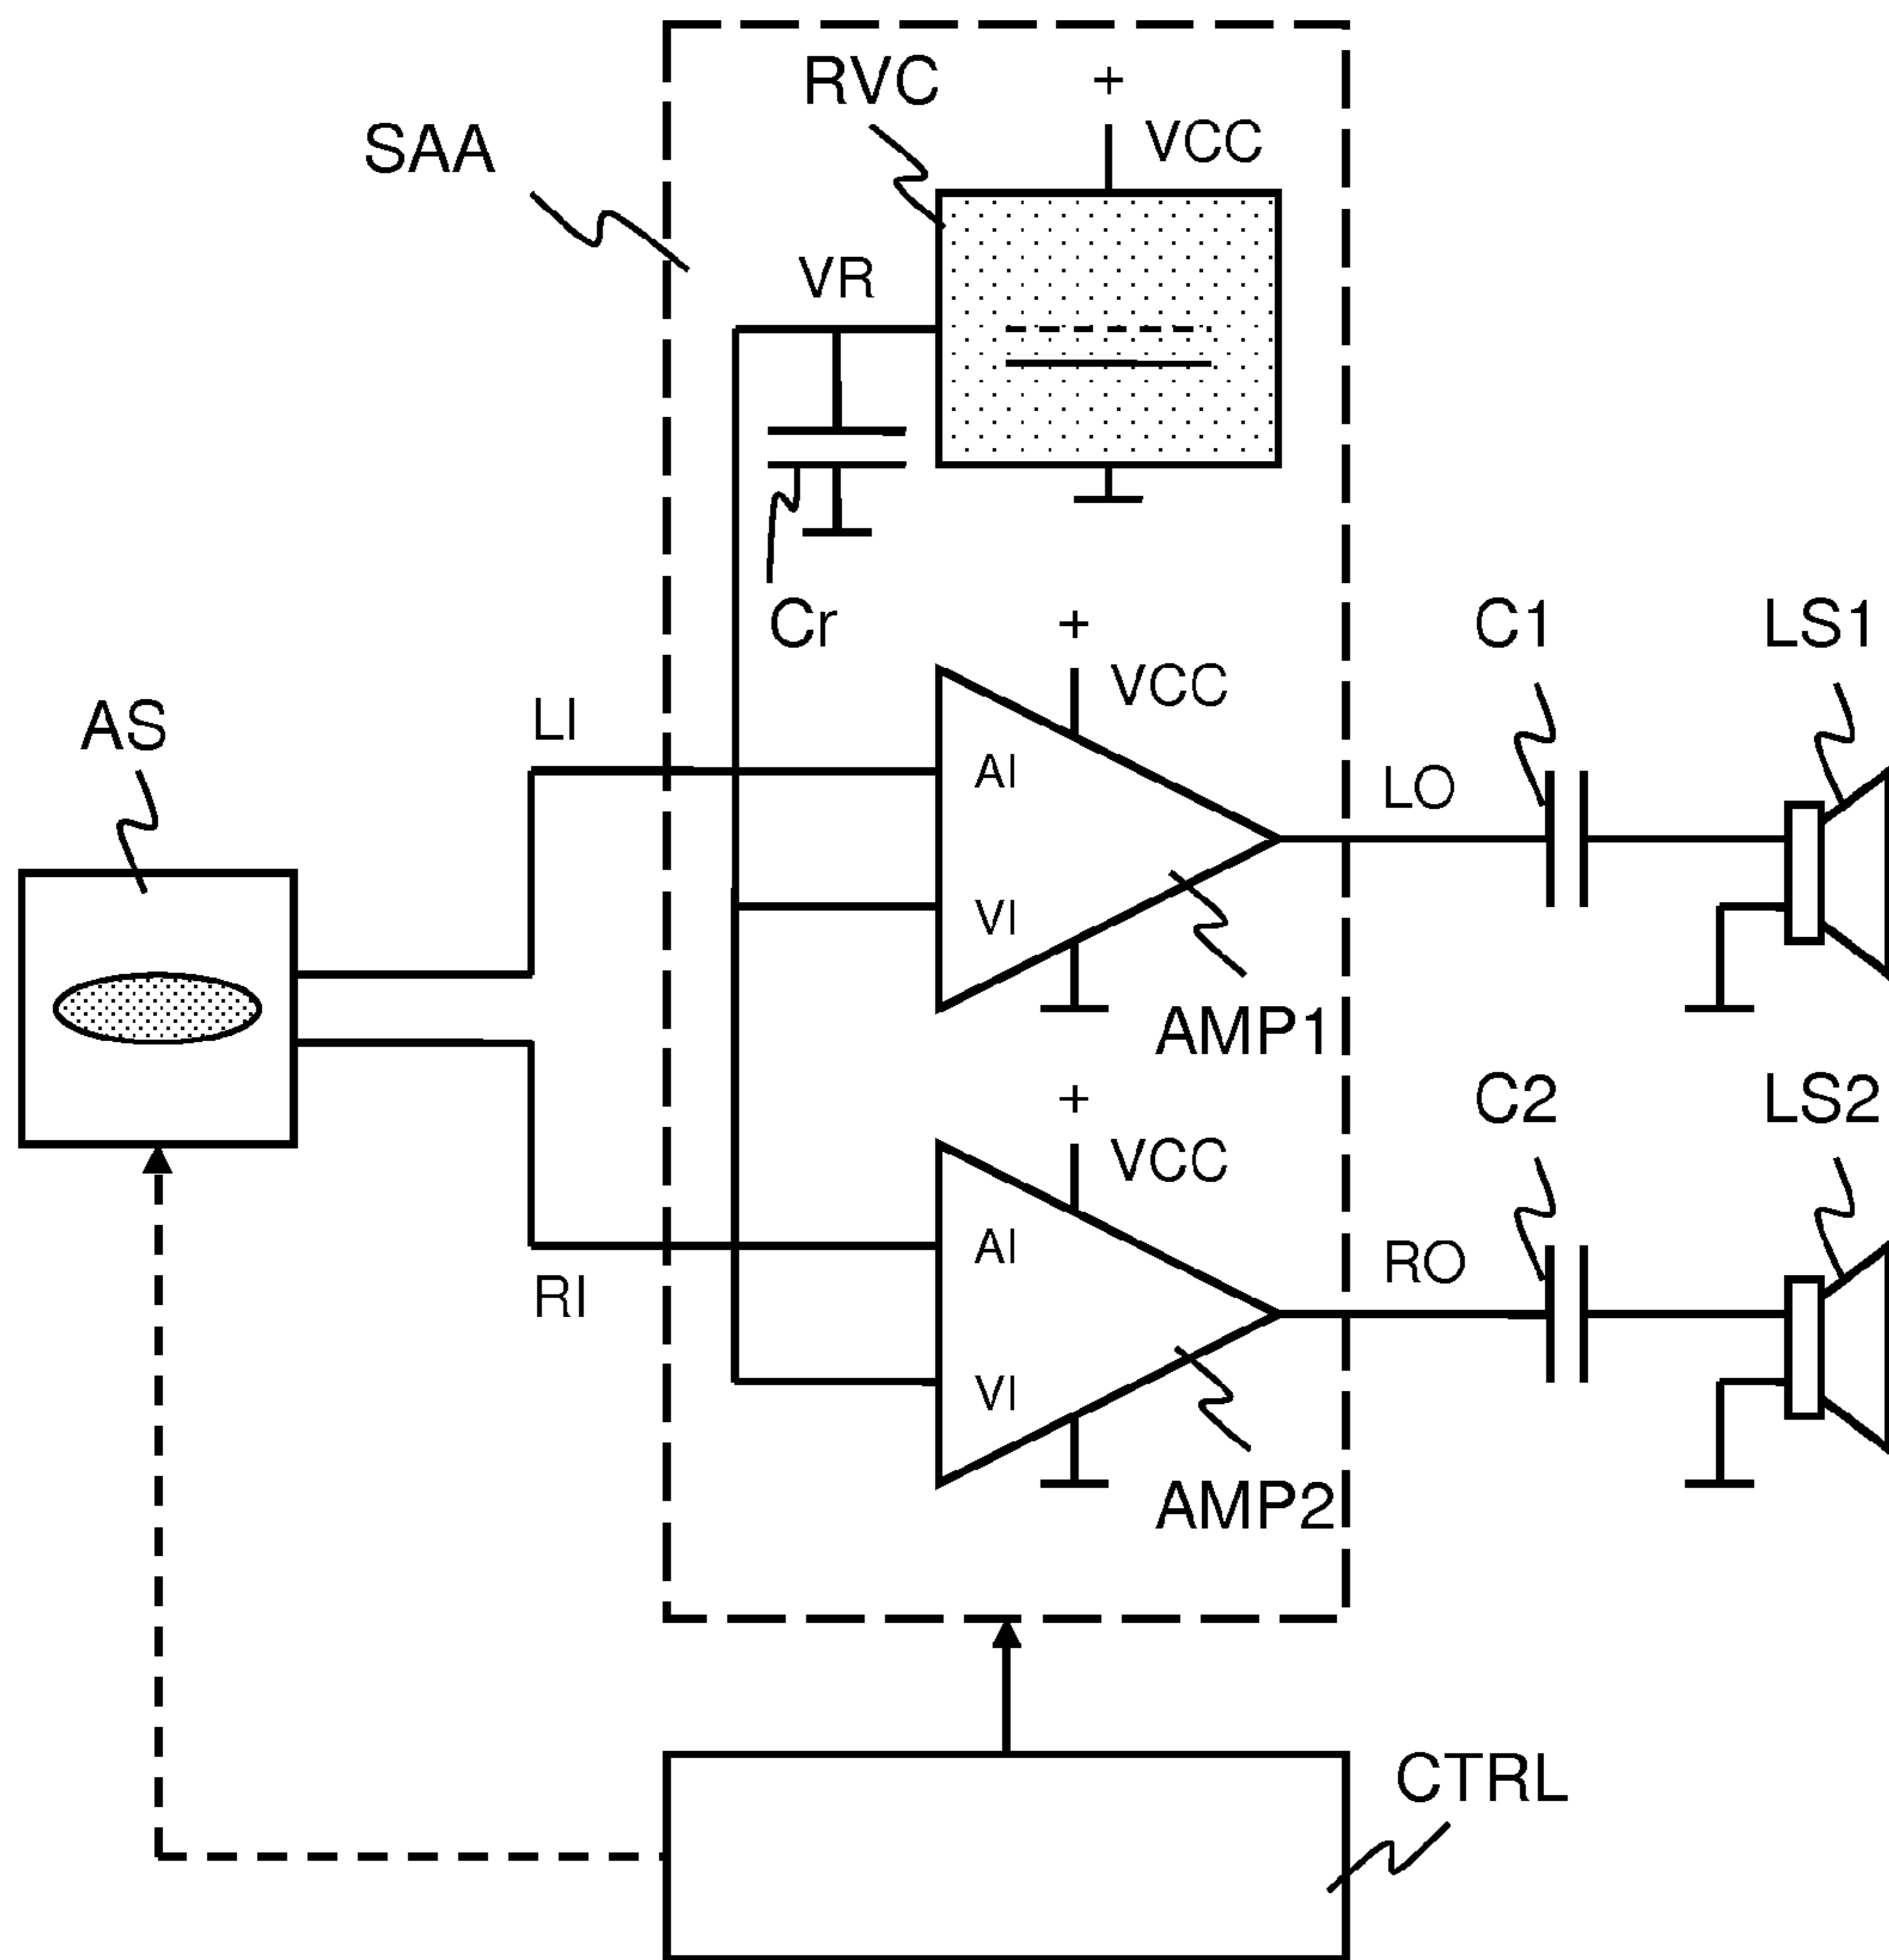 RVC
+
SAA
VCC
VR
Cr
+
C1
LS1
VCC
AS
LI
AI
LO
VI
AMP1
+
C2
LS2
VCC
AI
RO
RI
VI
AMP2
CTRL